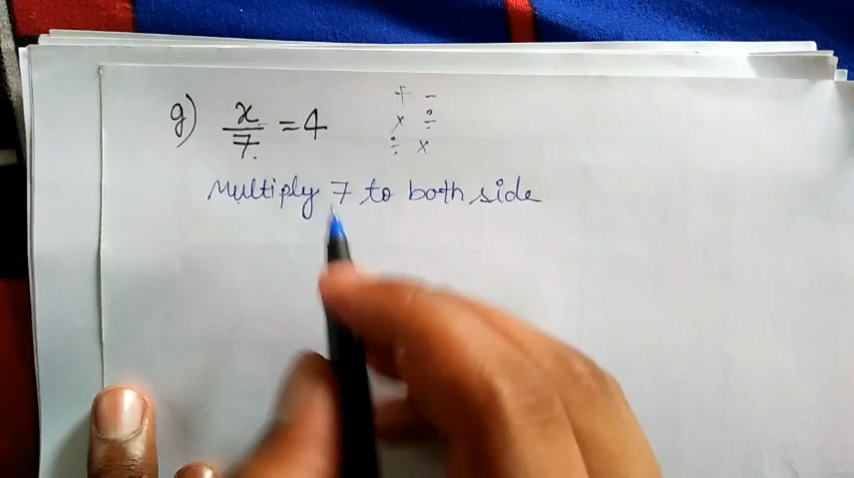 g) x/7 = 4
+ -
× ÷
÷ ×
Multiply 7 to both side